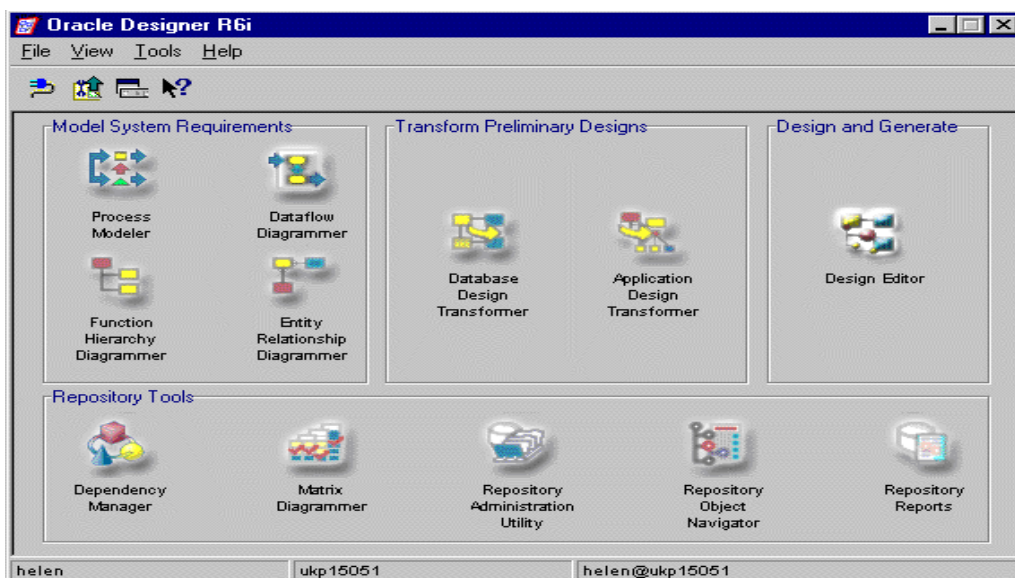 Oracle Designer R6i
File View Tools Help
Model System Requirements
Process
Modeler
Dataflow
Diagrammer
Function
Hierarchy
Diagrammer
Entity
Relationship
Diagrammer
Transform Preliminary Designs
Database
Design
Transformer
Application
Design
Transformer
Design and Generate
Design Editor
Repository Tools
Dependency
Manager
Matrix
Diagrammer
Repository
Administration
Utility
Repository
Object
Navigator
Repository
Reports
helen
ukp15051
helen@ukp15051